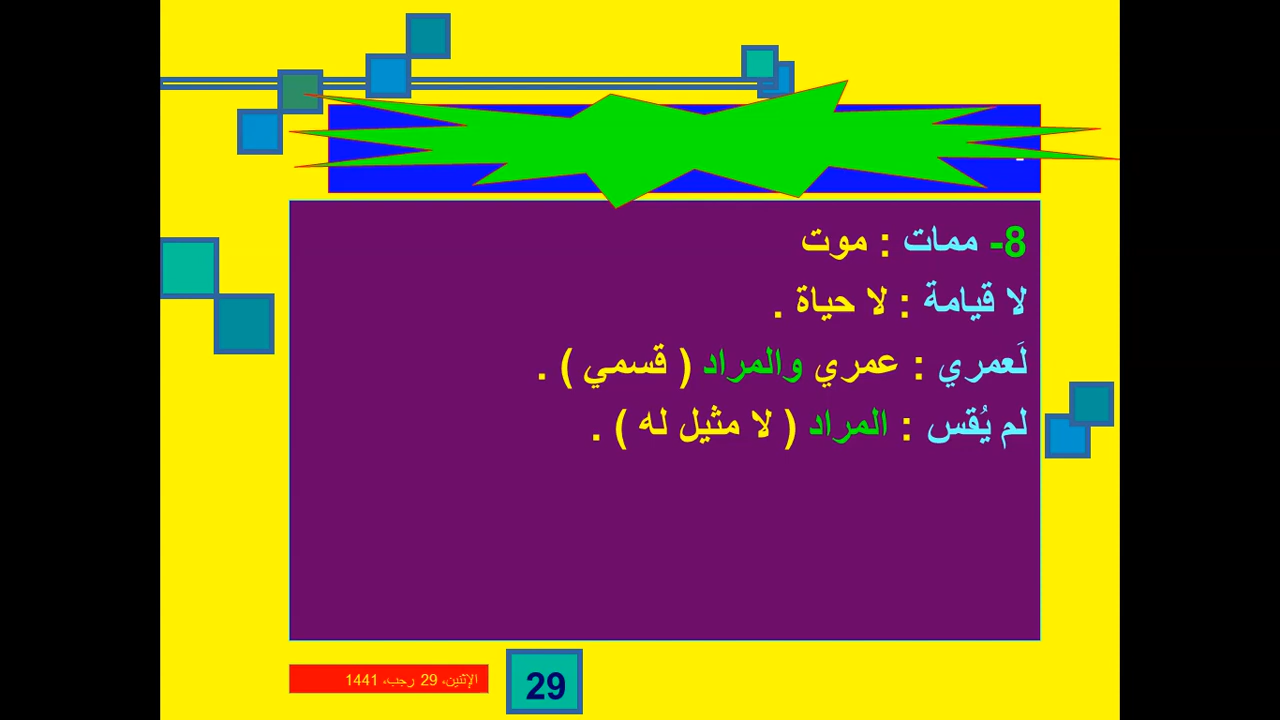 8- ممات : موت
لا قيامة : لا حياة .
لَعمري : عمري والمراد ( قسمي ) .
لم يُقس : المراد ( لا مثيل له ) .
الإثنين، 29 رجب، 1441
29